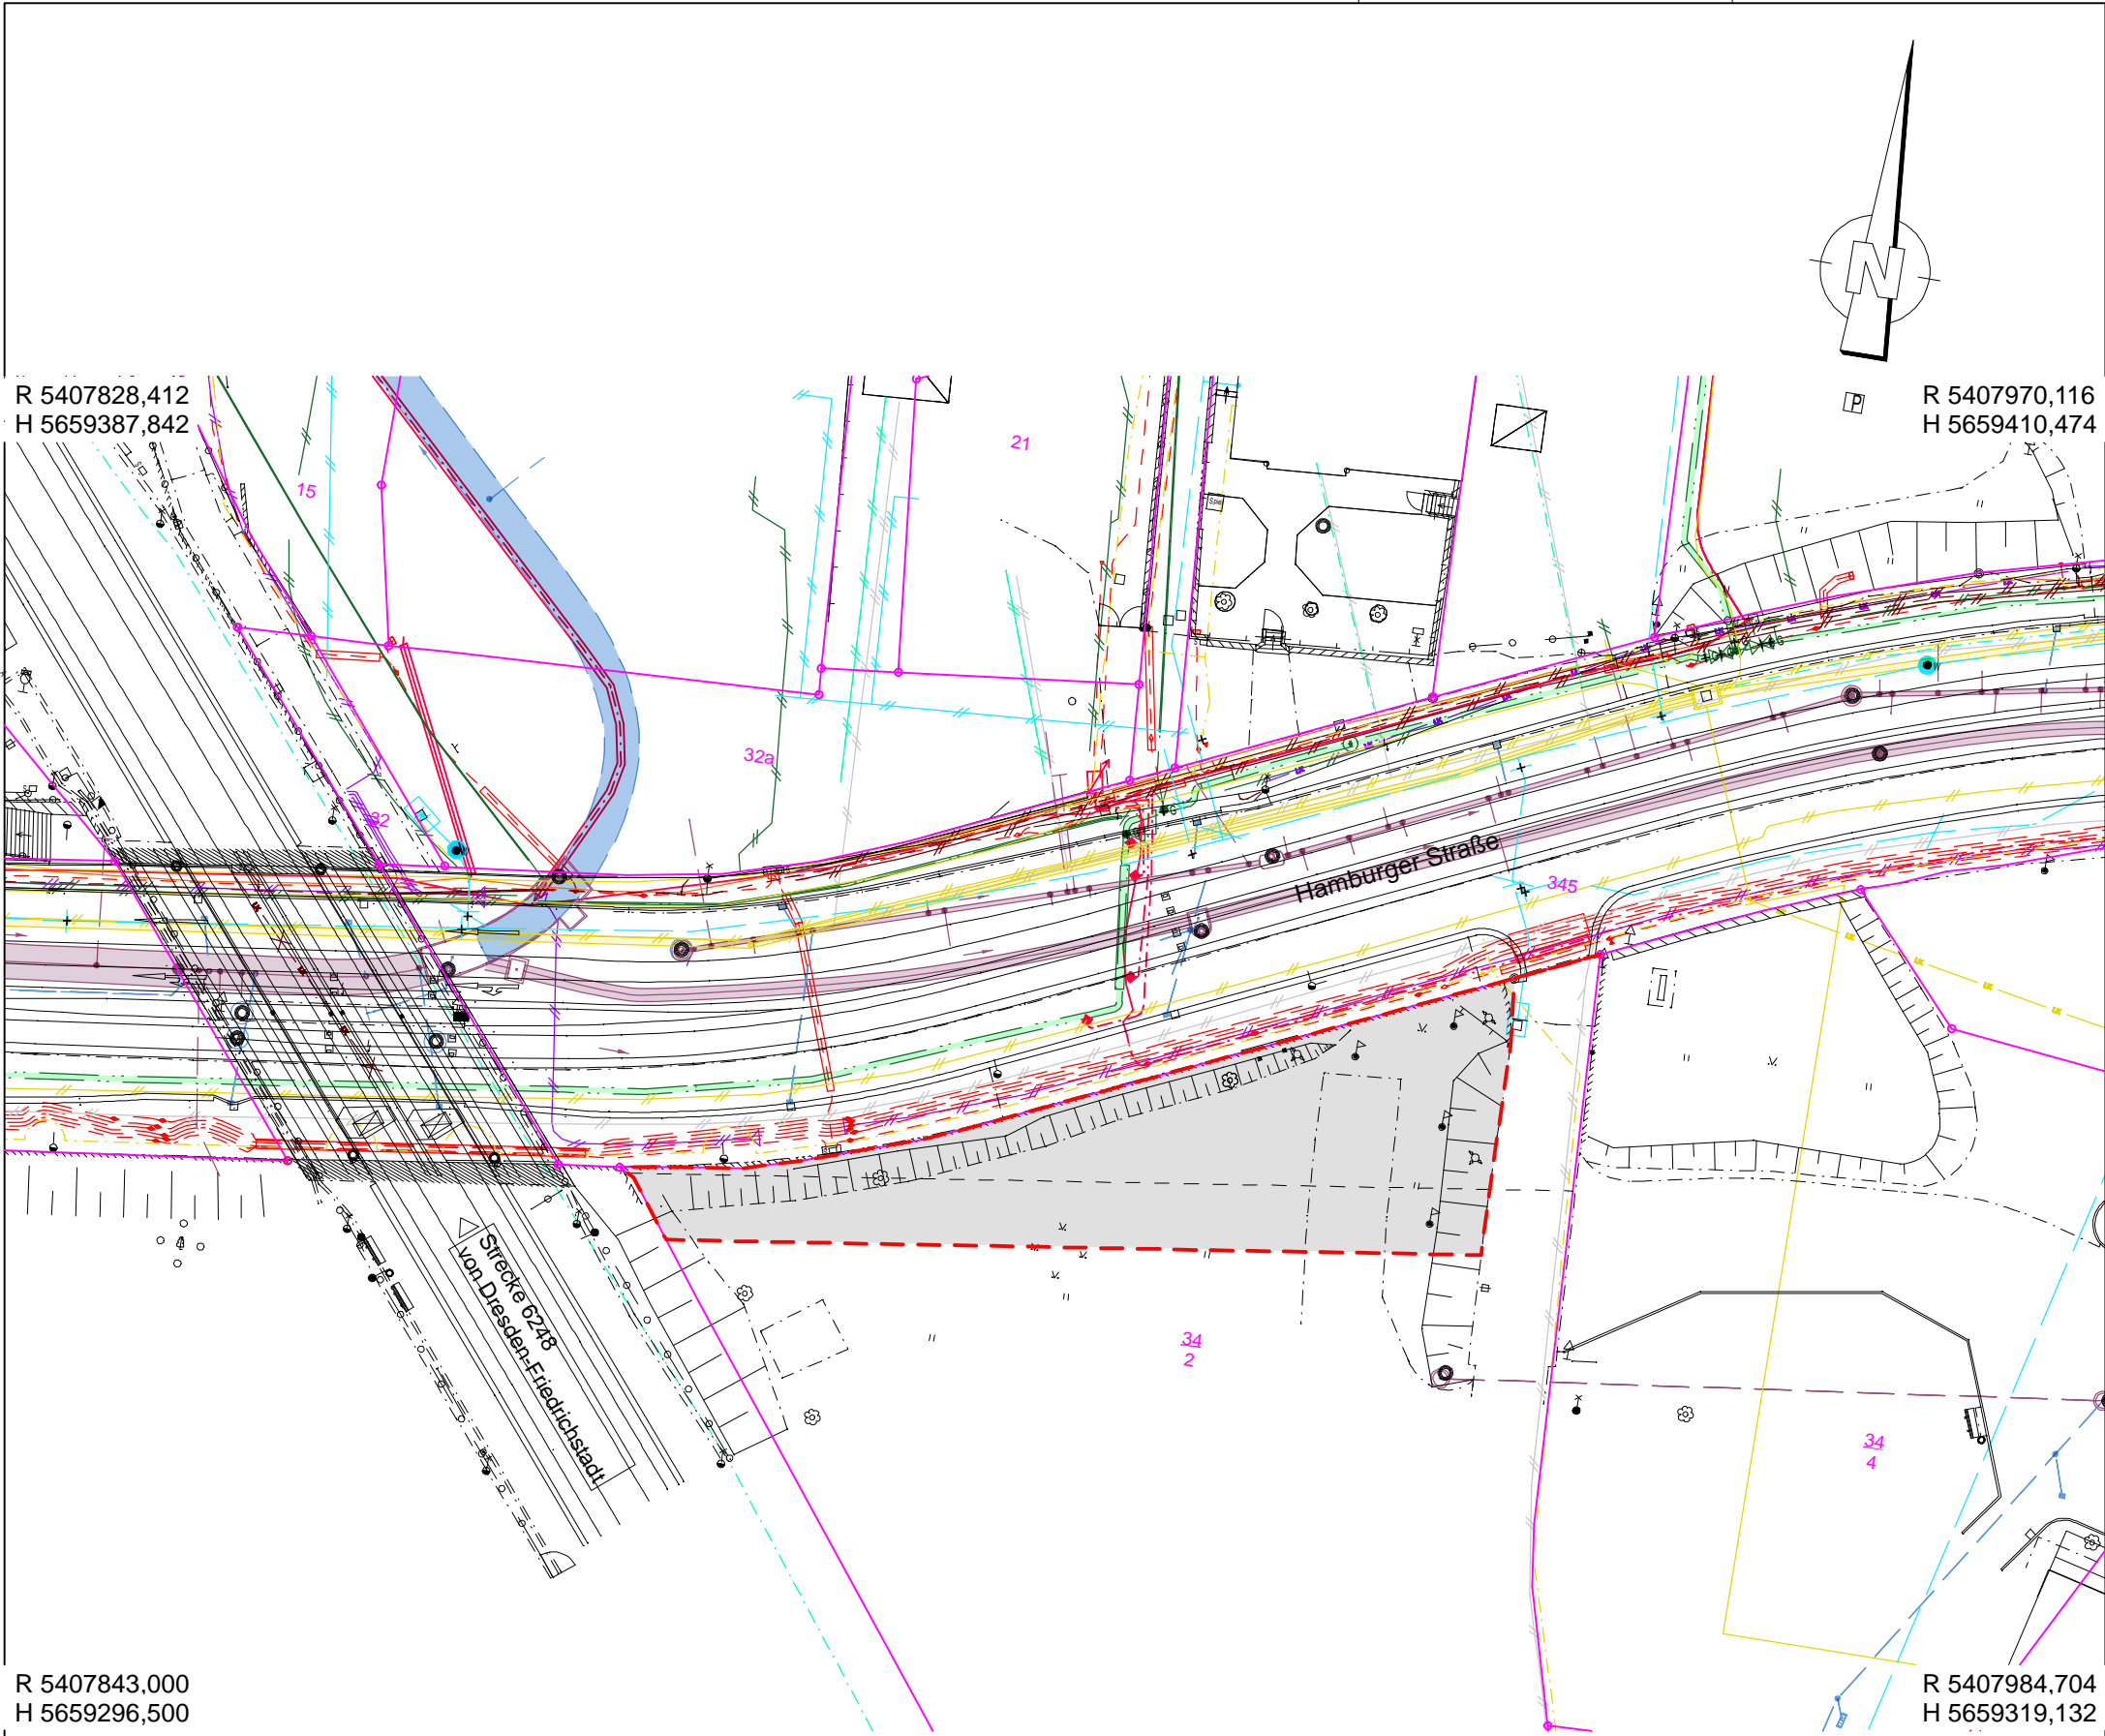 N
R 5407828,412
H 5659387,842
P
R 5407970,116
H 5659410,474
21
15
Spiel
32a
32
Hamburger Straße
345
Strecke 6248
von Dresden-Friedrichstadt
34
2
34
4
R 5407843,000
H 5659296,500
R 5407984,704
H 5659319,132